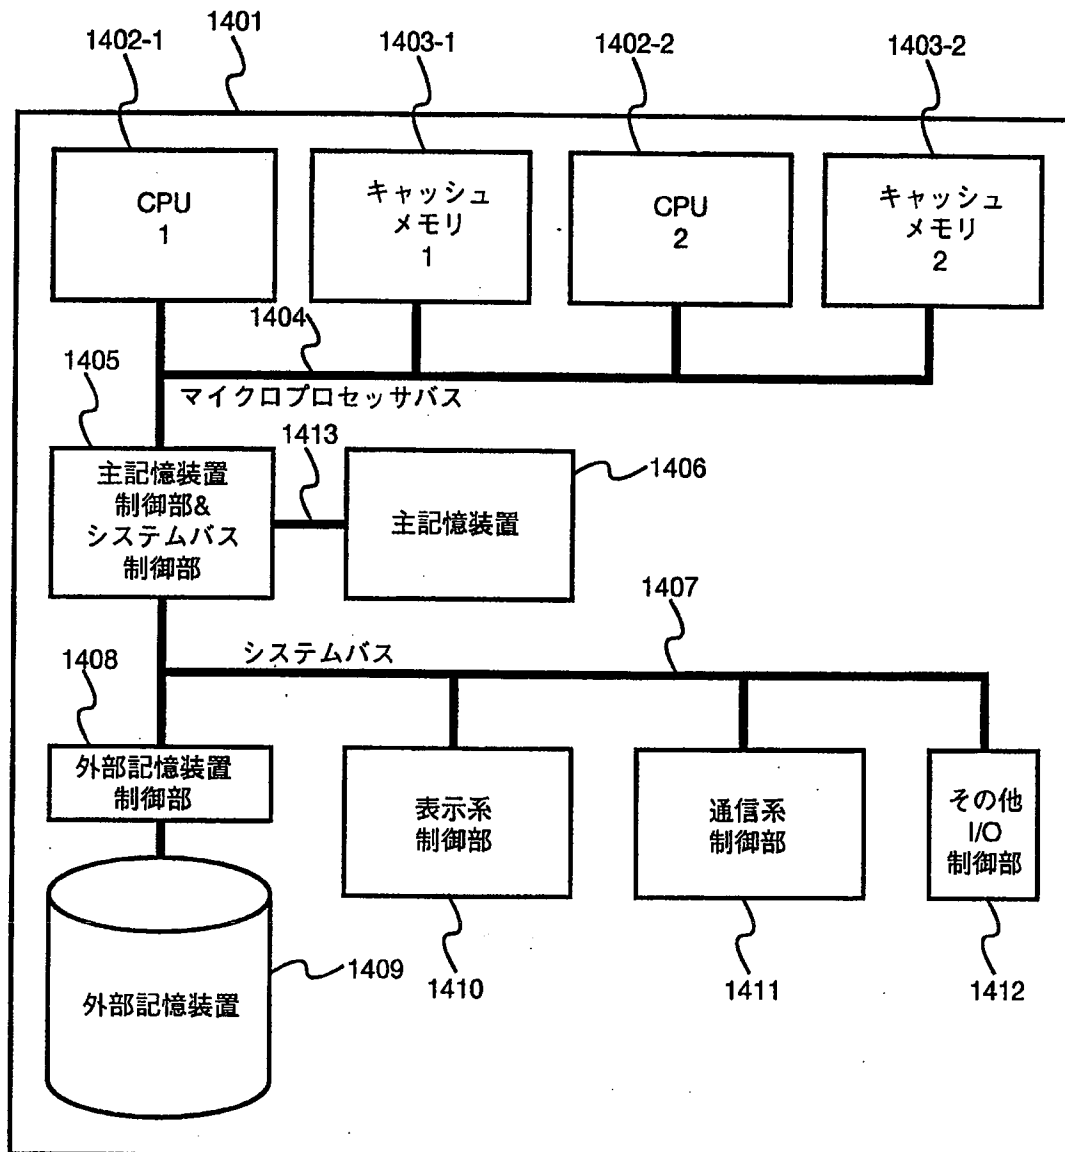 1401
1402-1
1403-1
1402-2
1403-2
CPU
1
キャッシュ
メモリ
1
CPU
2
キャッシュ
メモリ
2
1404
マイクロプロセッサバス
1405
1413
1406
主記憶装置
制御部&
システムバス
制御部
主記憶装置
1407
システムバス
1408
外部記憶装置
制御部
表示系
制御部
通信系
制御部
その他
I/O
制御部
外部記憶装置
1409
1410
1411
1412